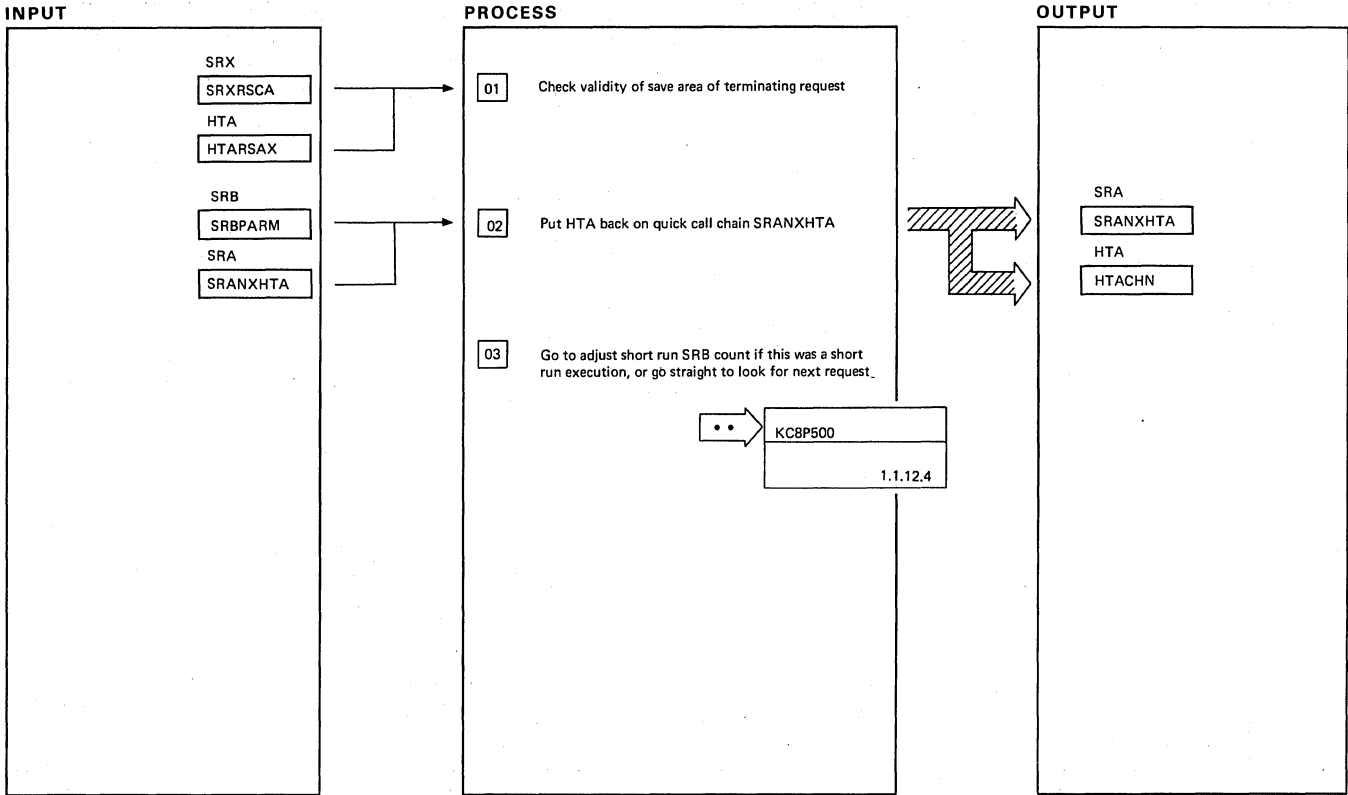 INPUT
PROCESS
OUTPUT
SRX
SRXRSCA
HTA
HTARSAX
SRB
SRBPARM
SRA
SRANXHTA
01 Check validity of save area of terminating request
02 Put HTA back on quick call chain SRANXHTA
03 Go to adjust short run SRB count if this was a short
run execution, or go straight to look for next request
KC8P500
1.1.12.4
SRA
SRANXHTA
HTA
HTACHN